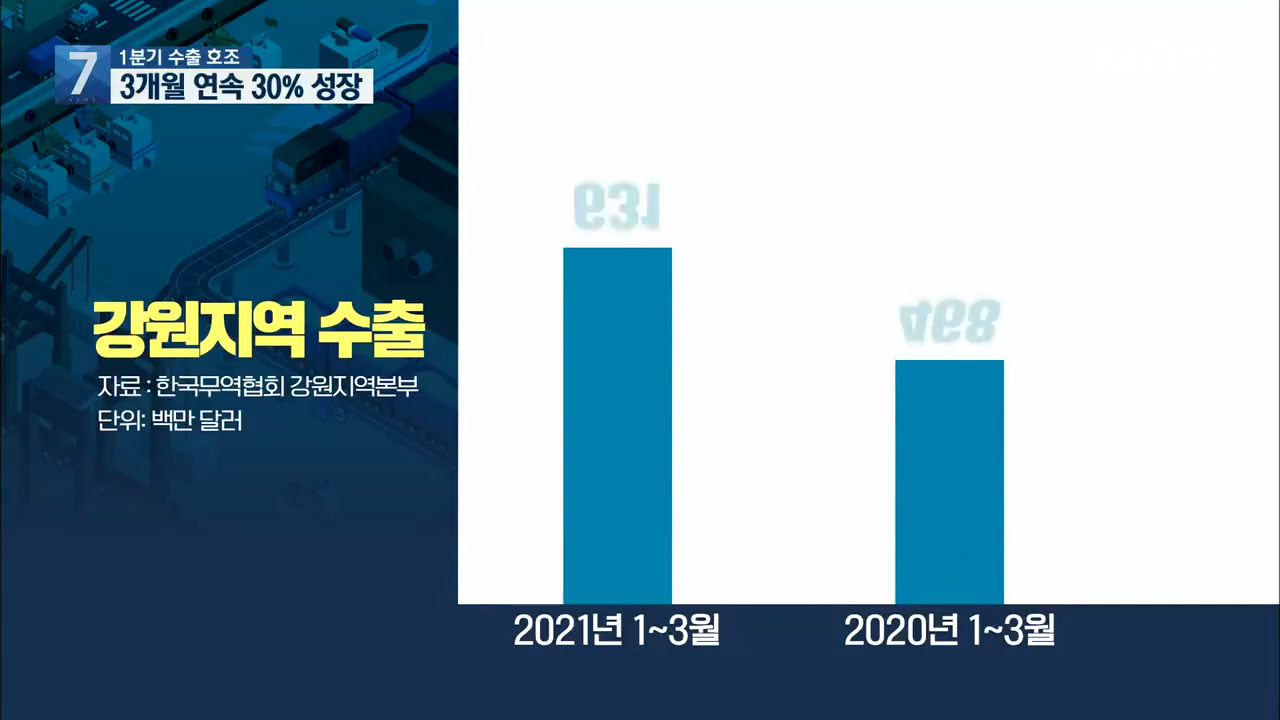 7
NEWS
1분기 수출 호조
3개월 연속 30% 성장
강원지역 수출
자료 : 한국무역협회 강원지역본부
단위: 백만 달러
631
468
2021년 1~3월
2020년 1~3월